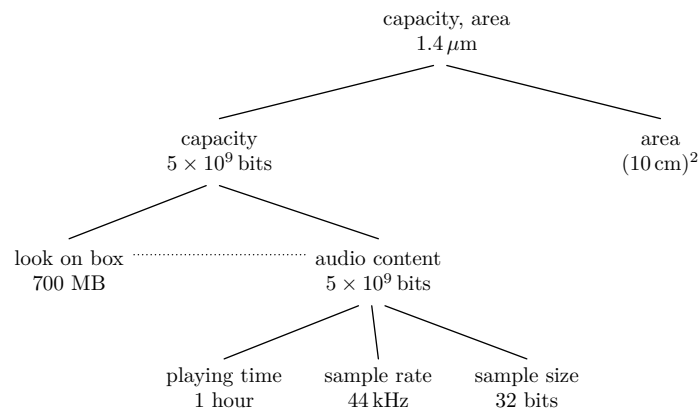 capacity, area
1.4 μm
capacity
5 × 10⁹ bits
area
(10 cm)²
look on box
700 MB
audio content
5 × 10⁹ bits
playing time
1 hour
sample rate
44 kHz
sample size
32 bits